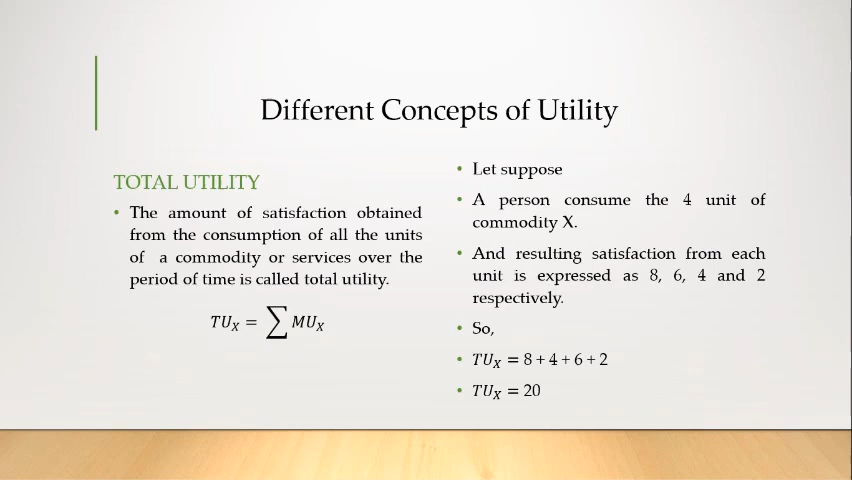 Different Concepts of Utility
TOTAL UTILITY
• The amount of satisfaction obtained
from the consumption of all the units
of a commodity or services over the
period of time is called total utility.
TU_X = ∑ MU_X
• Let suppose
• A person consume the 4 unit of
commodity X.
• And resulting satisfaction from each
unit is expressed as 8, 6, 4 and 2
respectively.
• So,
• TU_X = 8 + 4 + 6 + 2
• TU_X = 20